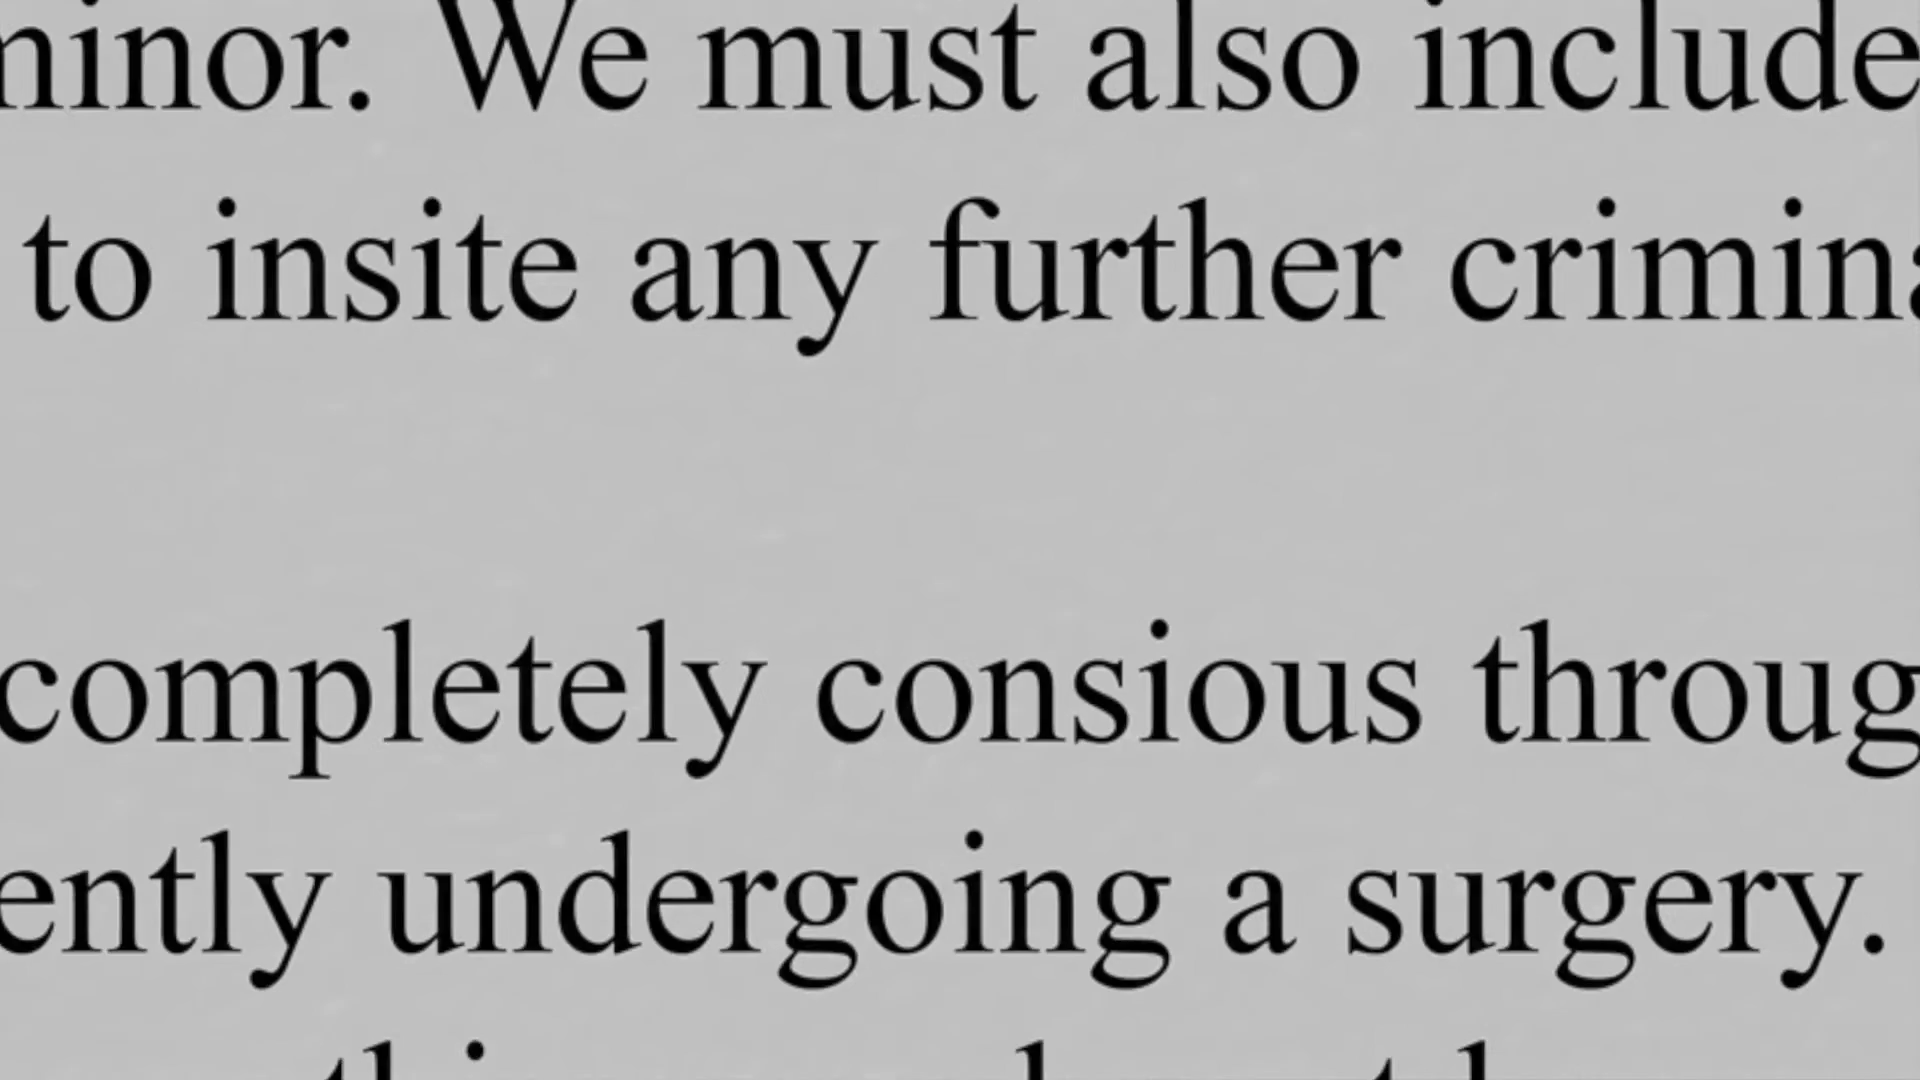 minor. We must also include
to insite any further crimina
completely consious throug
ently undergoing a surgery.